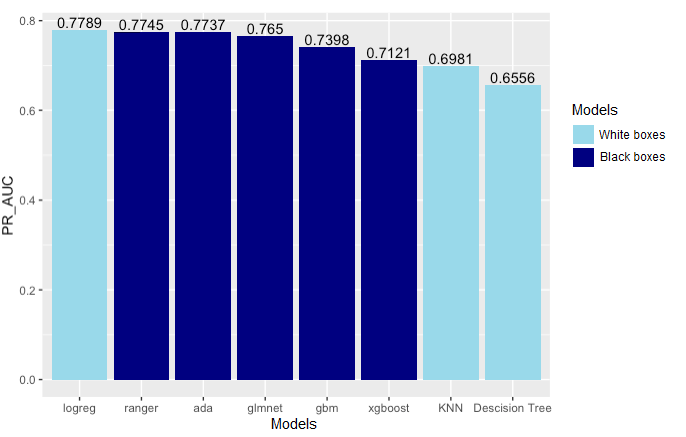 0.7789 0.7745 0.7737 0.765 0.7398 0.7121 0.6981 0.6556
0.8
0.6
0.4
0.2
0.0
PR_AUC
logreg ranger ada glmnet gbm xgboost KNN Descision Tree
Models
Models
White boxes
Black boxes